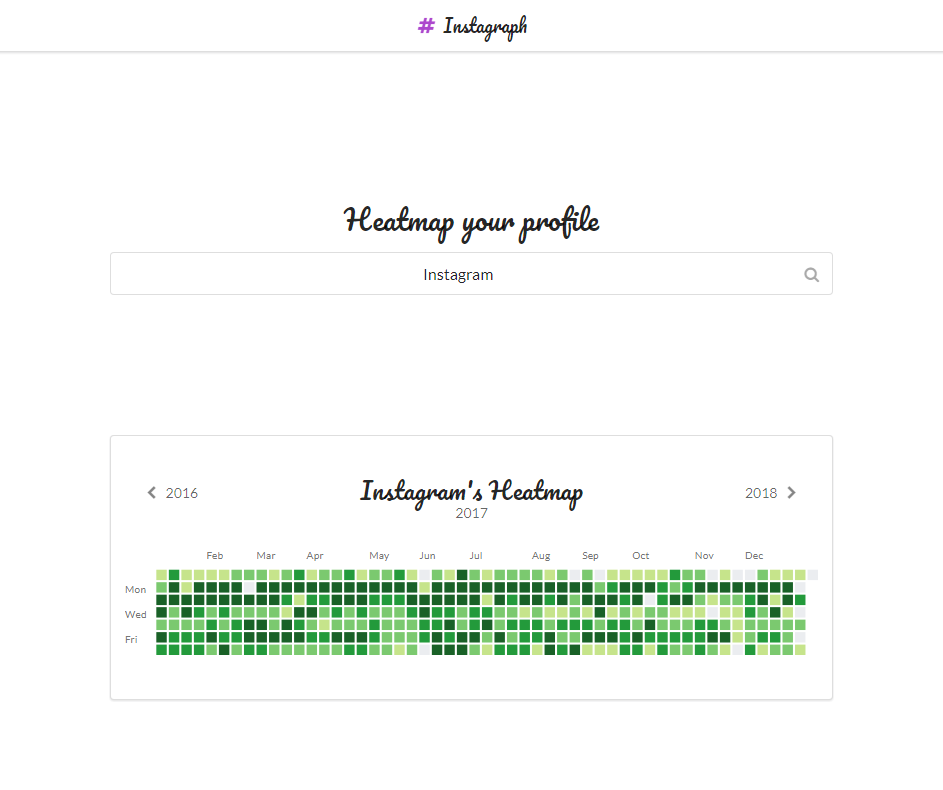 # Instagraph
Heatmap your profile
Instagram
2016
Instagram's Heatmap
2018
2017
Feb Mar Apr May Jun Jul Aug Sep Oct Nov Dec
Mon
Wed
Fri